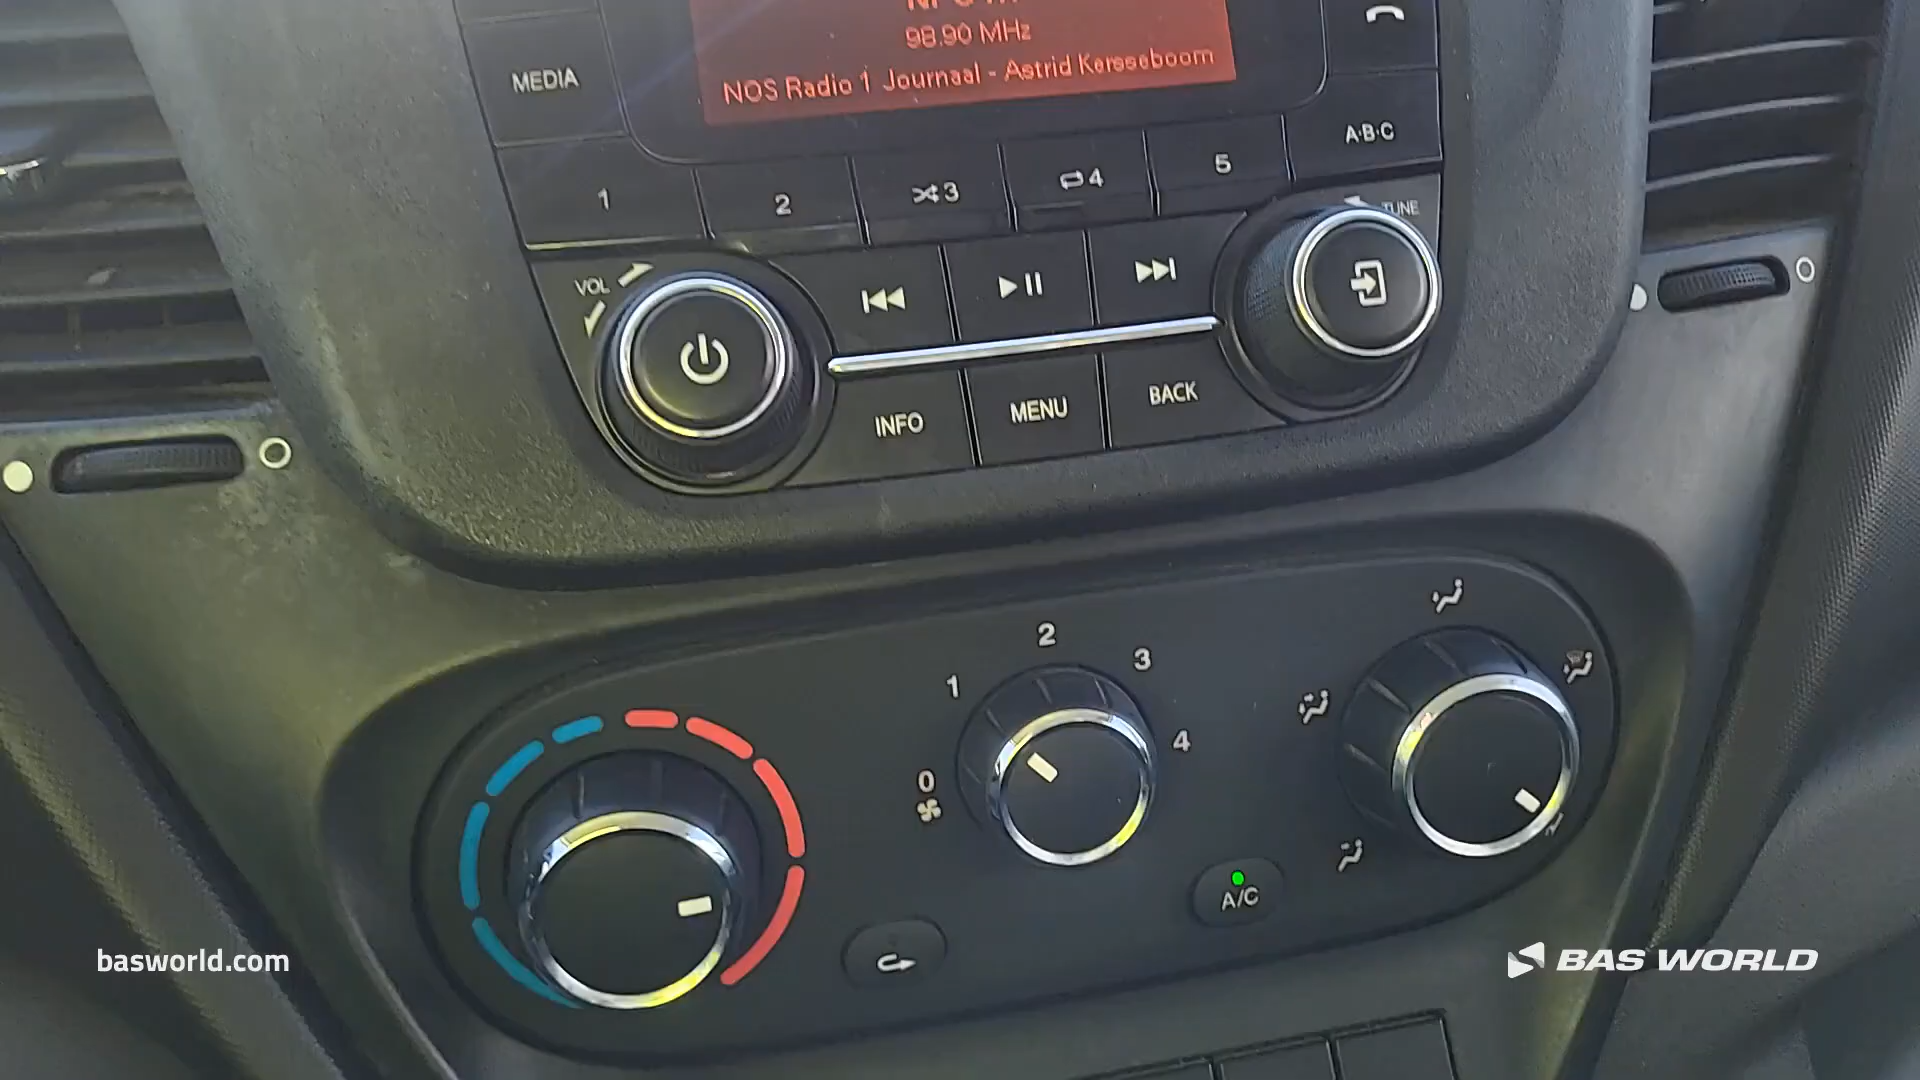 98.90 MHz
NOS Radio 1 Journaal - Astrid Kersseboom
MEDIA
A·B·C
1
2
3
4
5
VOL
TUNE
INFO
MENU
BACK
0
1
2
3
4
A/C
basworld.com
BAS WORLD